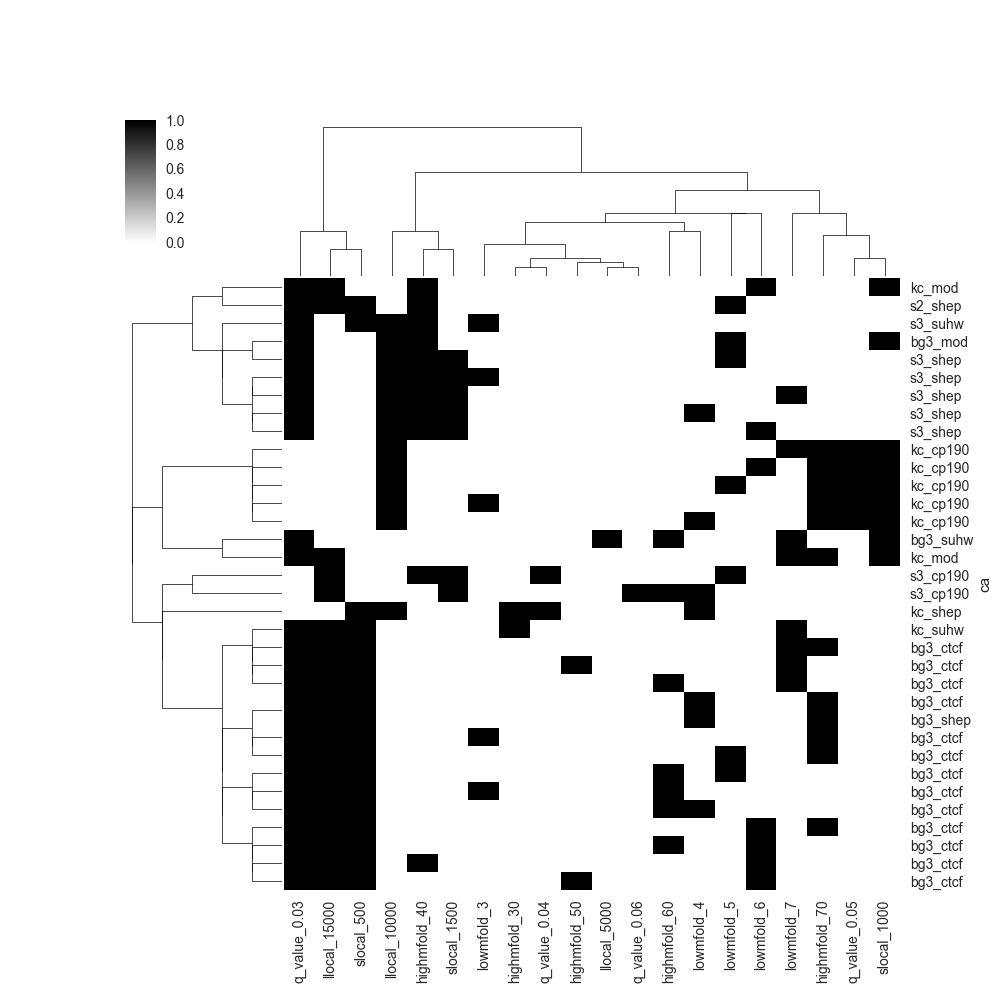 1.0
0.8
0.6
0.4
0.2
0.0
kc_mod
s2_shep
s3_suhw
bg3_mod
s3_shep
s3_shep
s3_shep
s3_shep
s3_shep
kc_cp190
kc_cp190
kc_cp190
kc_cp190
kc_cp190
bg3_suhw
kc_mod
s3_cp190
s3_cp190
kc_shep
kc_suhw
bg3_ctcf
bg3_ctcf
bg3_ctcf
bg3_ctcf
bg3_shep
bg3_ctcf
bg3_ctcf
bg3_ctcf
bg3_ctcf
bg3_ctcf
bg3_ctcf
bg3_ctcf
bg3_ctcf
bg3_ctcf
ca
q_value_0.03
llocal_15000
slocal_500
llocal_10000
highmfold_40
slocal_1500
lowmfold_3
highmfold_30
q_value_0.04
highmfold_50
llocal_5000
q_value_0.06
highmfold_60
lowmfold_4
lowmfold_5
lowmfold_6
lowmfold_7
highmfold_70
q_value_0.05
slocal_1000